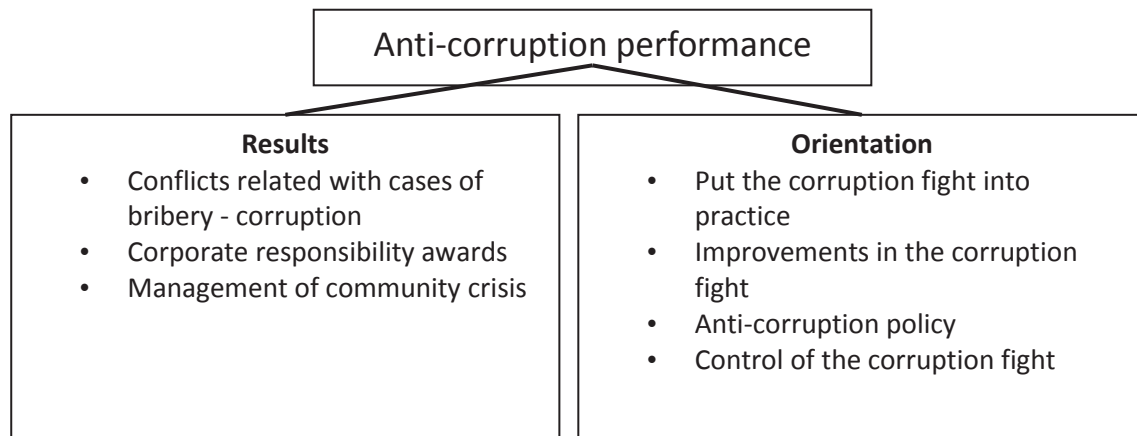 Anti-corruption performance
Results
• Conflicts related with cases of
bribery - corruption
• Corporate responsibility awards
• Management of community crisis
Orientation
• Put the corruption fight into
practice
• Improvements in the corruption
fight
• Anti-corruption policy
• Control of the corruption fight